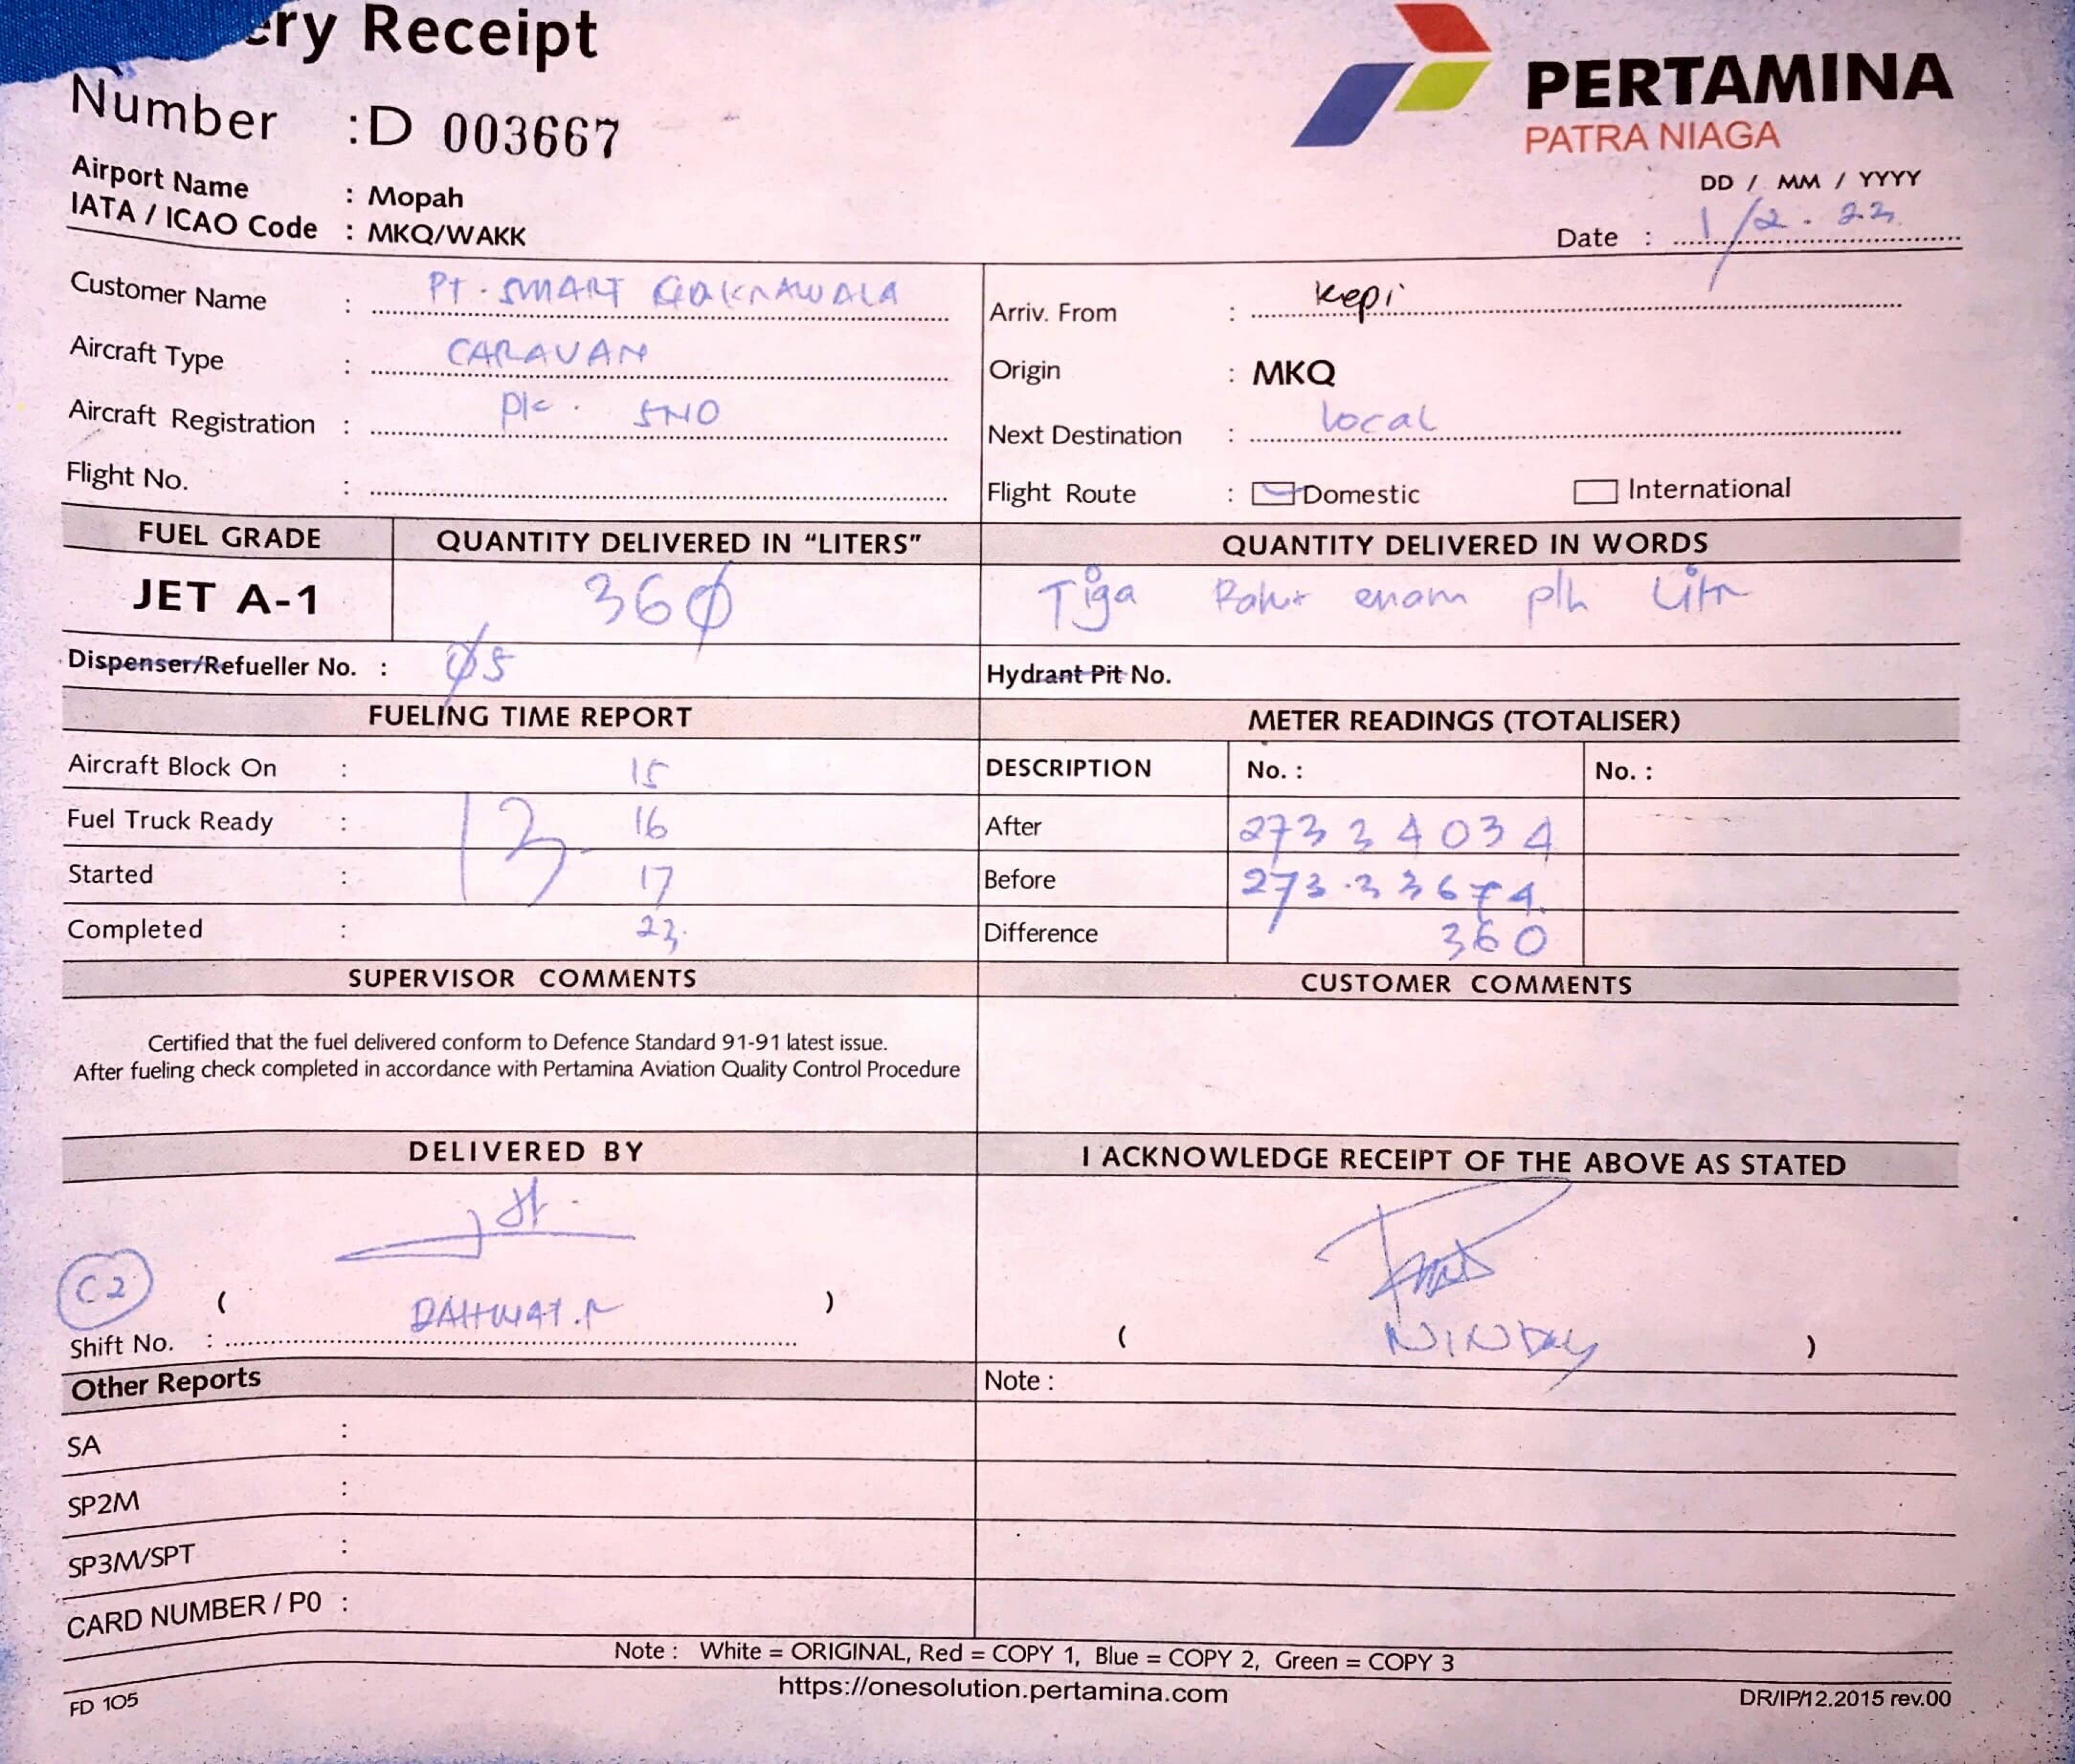 ery Receipt
PERTAMINA
PATRA NIAGA
Number : D 003667
Airport Name : Mopah
IATA / ICAO Code : MKQ/WAKK
DD / MM / YYYY
Date : 1/2 . 23
Customer Name : PT . SMART CAKRAWALA
Aircraft Type : CARAVAN
Aircraft Registration : PK . SNO
Flight No. :
Arriv. From : Kepi
Origin : MKQ
Next Destination : Local
Flight Route : Domestic International
FUEL GRADE QUANTITY DELIVERED IN “LITERS” QUANTITY DELIVERED IN WORDS
JET A-1 360 Tiga Ratus enam plh Litr
Dispenser/Refueller No. : 05 Hydrant Pit No.
FUELING TIME REPORT METER READINGS (TOTALISER)
Aircraft Block On : 15 DESCRIPTION No. : No. :
Fuel Truck Ready : 13 16 After 273 3 4 0 3 4
Started : 17 Before 273.33674.
Completed : 23. Difference 360
SUPERVISOR COMMENTS CUSTOMER COMMENTS
Certified that the fuel delivered conform to Defence Standard 91-91 latest issue.
After fueling check completed in accordance with Pertamina Aviation Quality Control Procedure
DELIVERED BY I ACKNOWLEDGE RECEIPT OF THE ABOVE AS STATED
C2
( )
( )
Shift No. :
Other Reports Note :
SA :
SP2M :
SP3M/SPT :
CARD NUMBER / P0 :
Note : White = ORIGINAL, Red = COPY 1, Blue = COPY 2, Green = COPY 3
https://onesolution.pertamina.com
FD 105 DR/IP/12.2015 rev.00